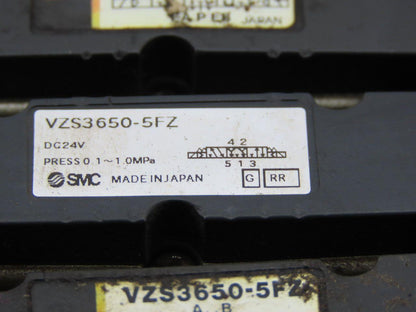 JAPAN
VZS3650-5FZ
DC24V
4 2
PRESS 0.1~1.0MPa
5 1 3
SMC MADE IN JAPAN G RR
VZS3650-5FZ
A B